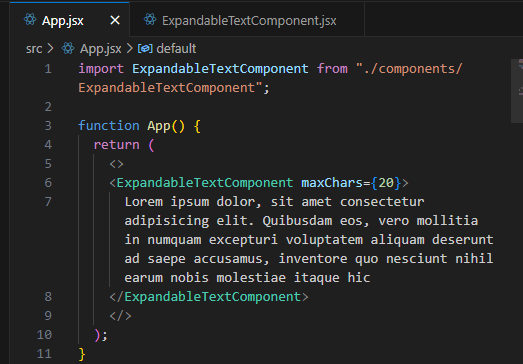 App.jsx ExpandableTextComponent.jsx
src > App.jsx > default
1 import ExpandableTextComponent from "./components/
ExpandableTextComponent";
2
3 function App() {
4 return (
5 <>
6 <ExpandableTextComponent maxChars={20}>
7 Lorem ipsum dolor, sit amet consectetur
adipisicing elit. Quibusdam eos, vero mollitia
in numquam excepturi voluptatem aliquam deserunt
ad saepe accusamus, inventore quo nesciunt nihil
earum nobis molestiae itaque hic
8 </ExpandableTextComponent>
9 </>
10 );
11 }